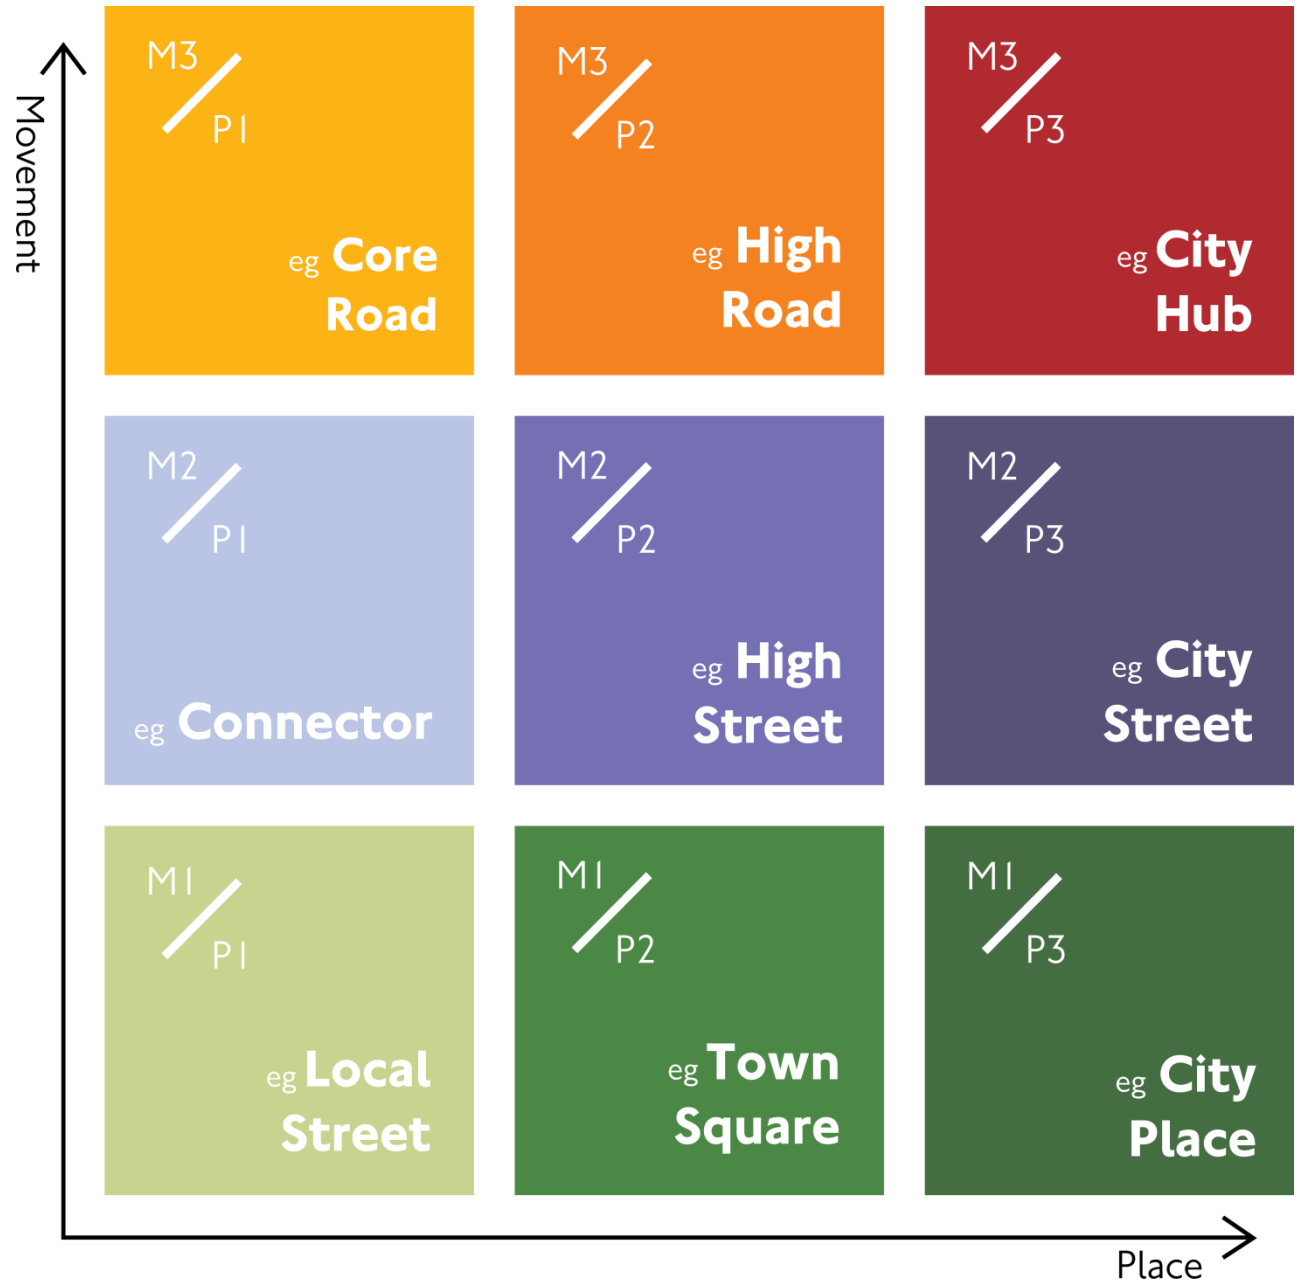 Movement
M3
P1
eg Core
Road
M3
P2
eg High
Road
M3
P3
eg City
Hub
M2
P1
eg Connector
M2
P2
eg High
Street
M2
P3
eg City
Street
M1
P1
eg Local
Street
M1
P2
eg Town
Square
M1
P3
eg City
Place
Place